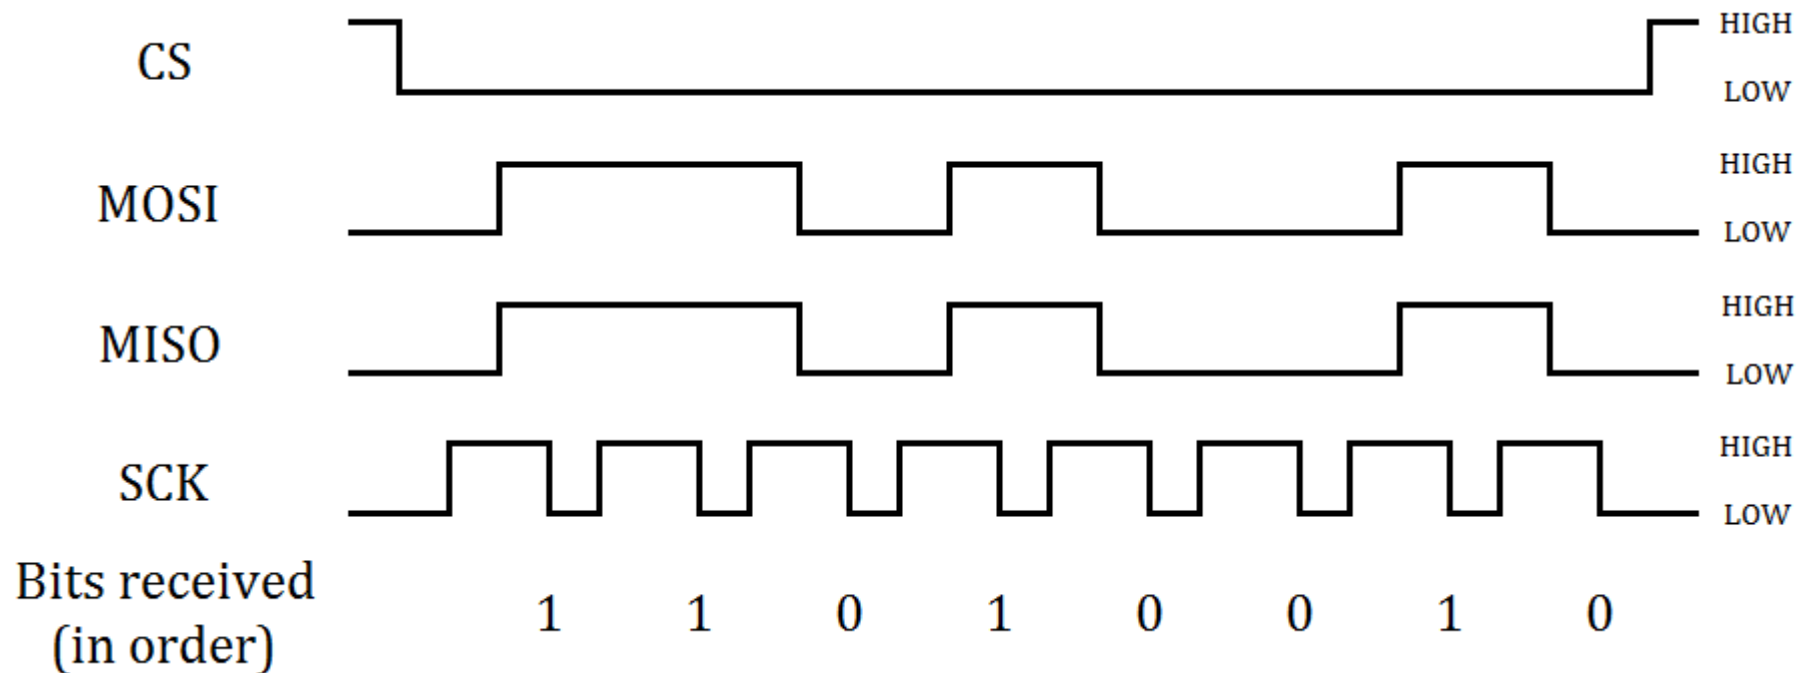 CS
HIGH
LOW
MOSI
HIGH
LOW
MISO
HIGH
LOW
SCK
HIGH
LOW
Bits received
(in order)
1 1 0 1 0 0 1 0